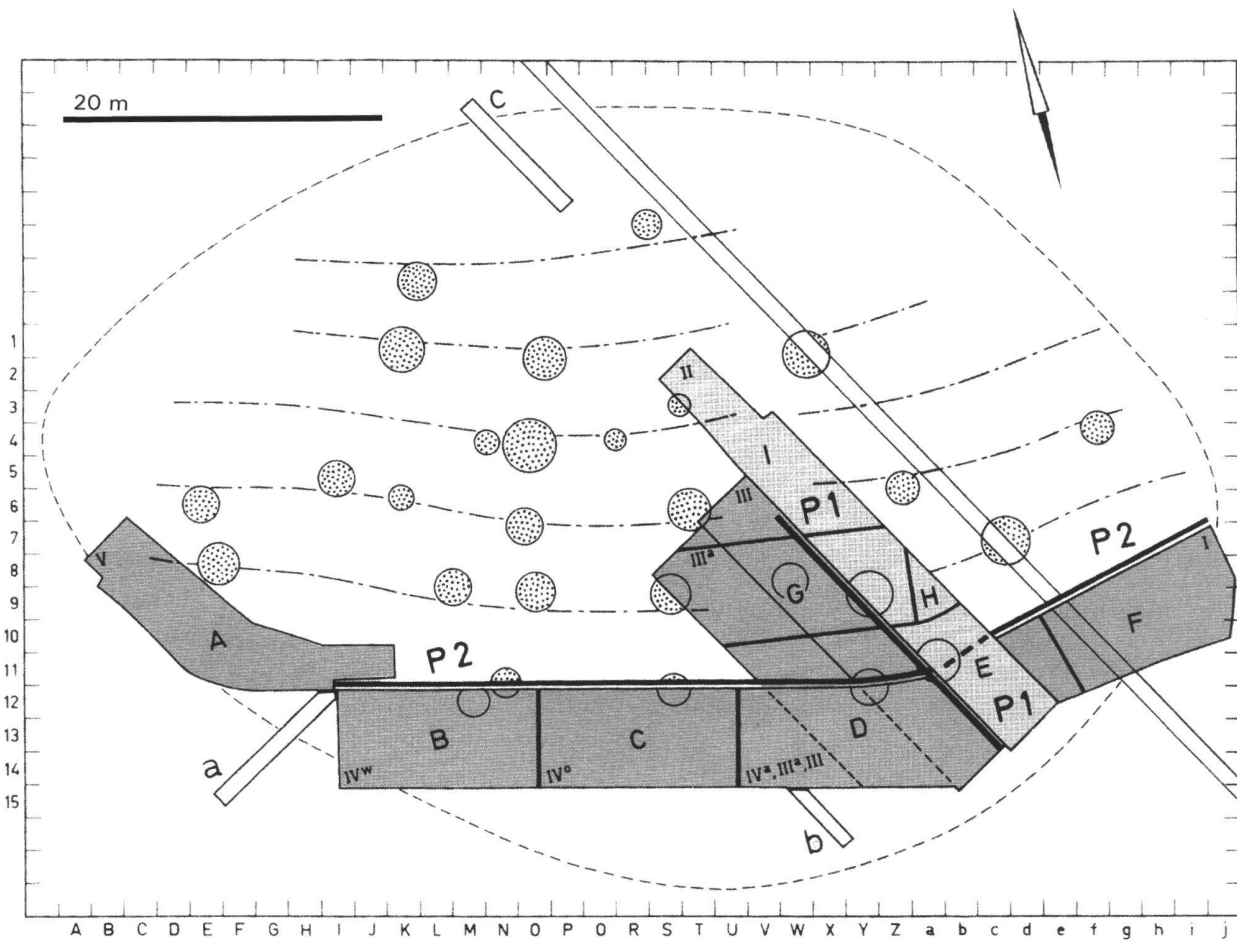 20 m
c
1
2
3
4
5
6
7
8
9
10
11
12
13
14
15
II
I
III
P1
IIIª
V
G
H
P2
I
F
A
P2
E
P1
B
C
D
IVʷ
IVº
IVª, IIIª, III
a
b
A B C D E F G H I J K L M N O P O R S T U V W X Y Z a b c d e f g h i j